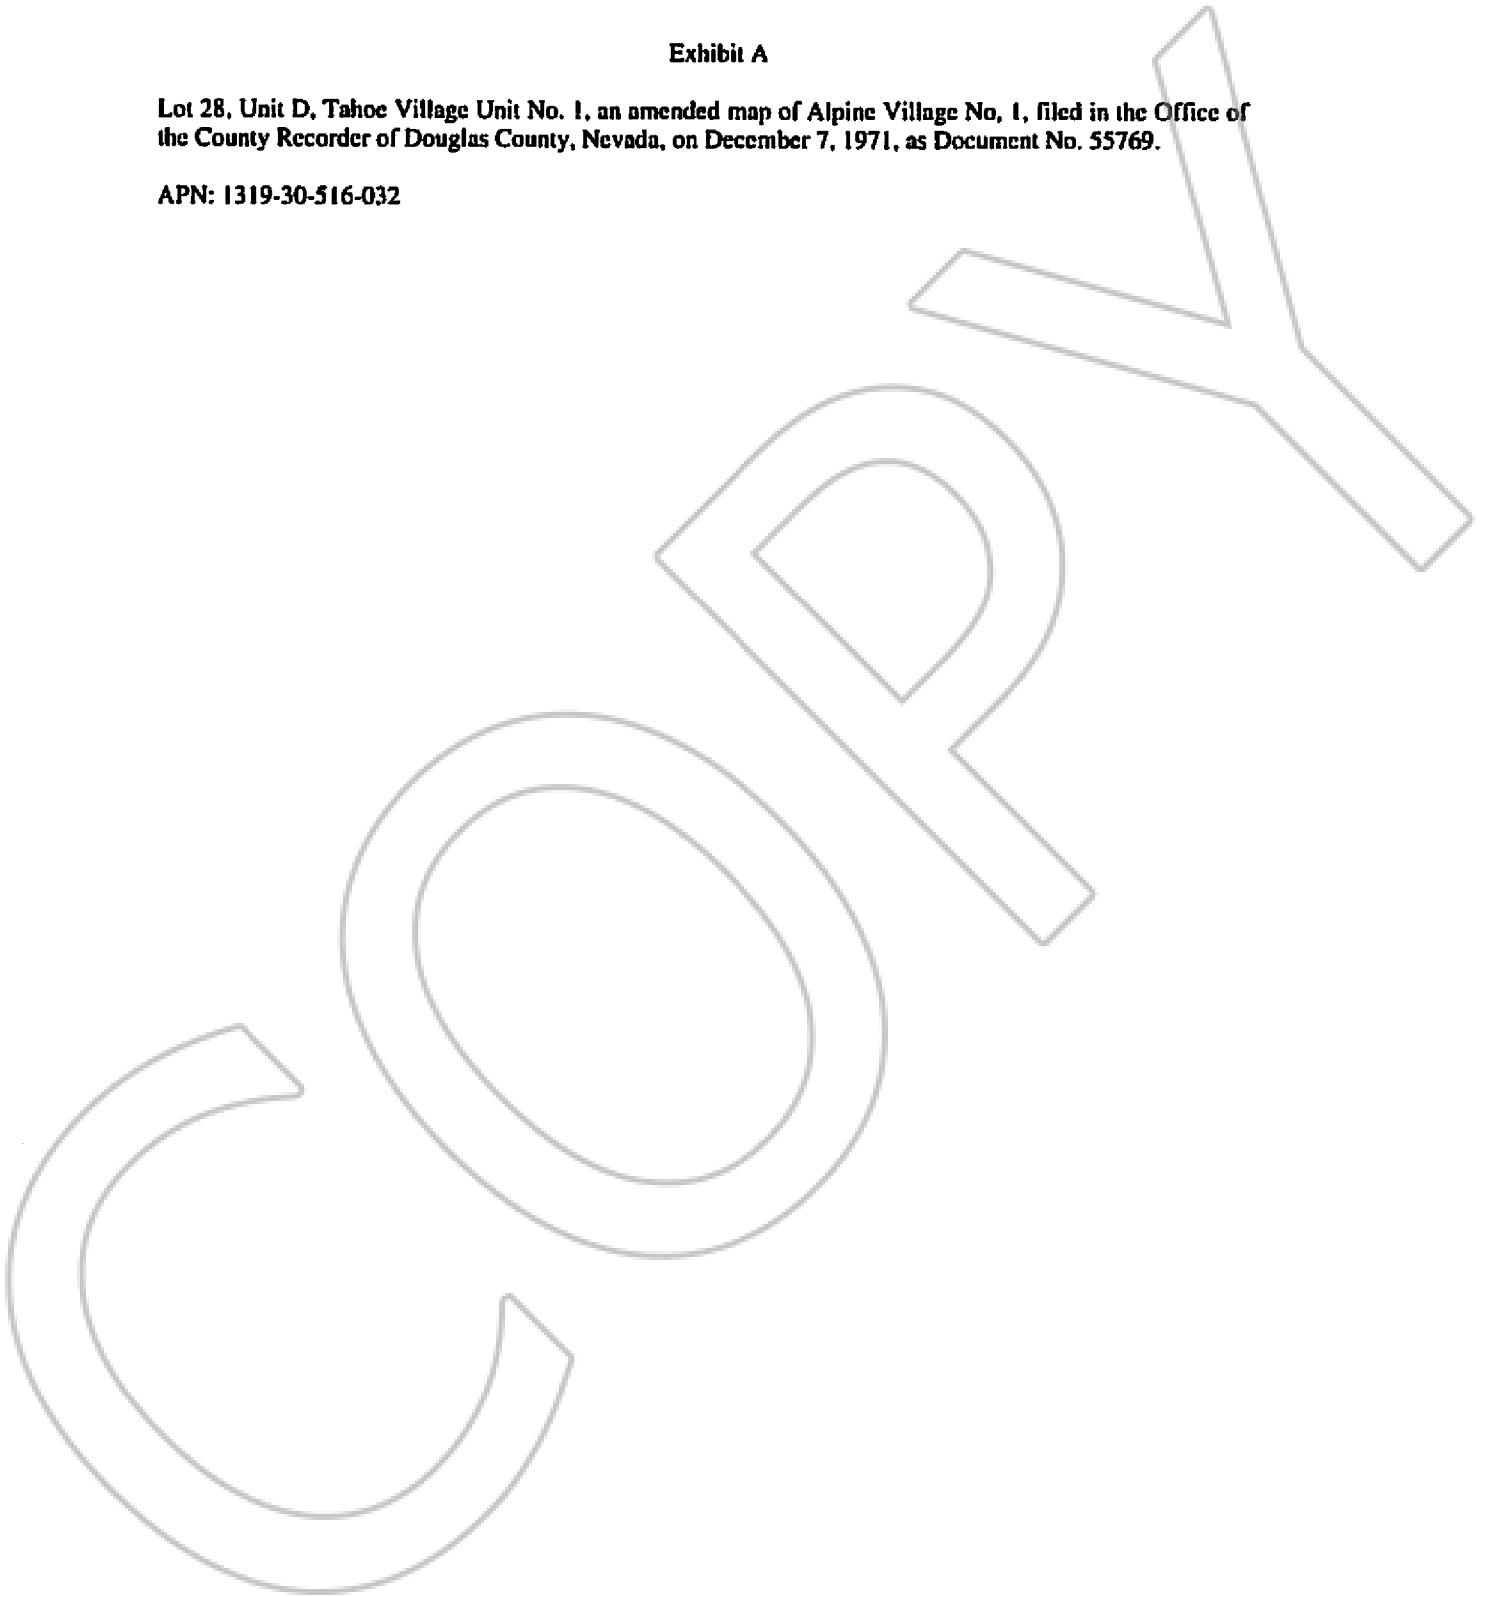 Exhibit A
Lot 28, Unit D, Tahoe Village Unit No. 1, an amended map of Alpine Village No, 1, filed in the Office of
the County Recorder of Douglas County, Nevada, on December 7, 1971, as Document No. 55769.
APN: 1319-30-516-032
COPY